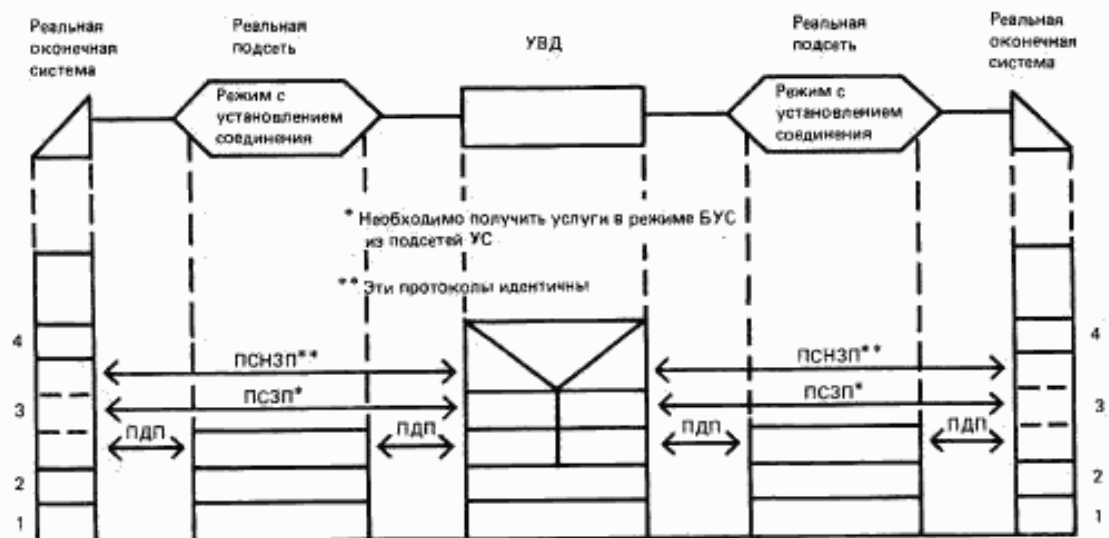 Реальная
оконечная
система
Реальная
подсеть
УВД
Реальная
подсеть
Реальная
оконечная
система
Режим с
установлением
соединения
Режим с
установлением
соединения
* Необходимо получить услуги в режиме БУС
из подсетей УС
** Эти протоколы идентичны
4
ПСНЗП**
ПСНЗП**
4
3
ПСЗП*
ПСЗП*
3
ПДП
ПДП
ПДП
ПДП
2
2
1
1